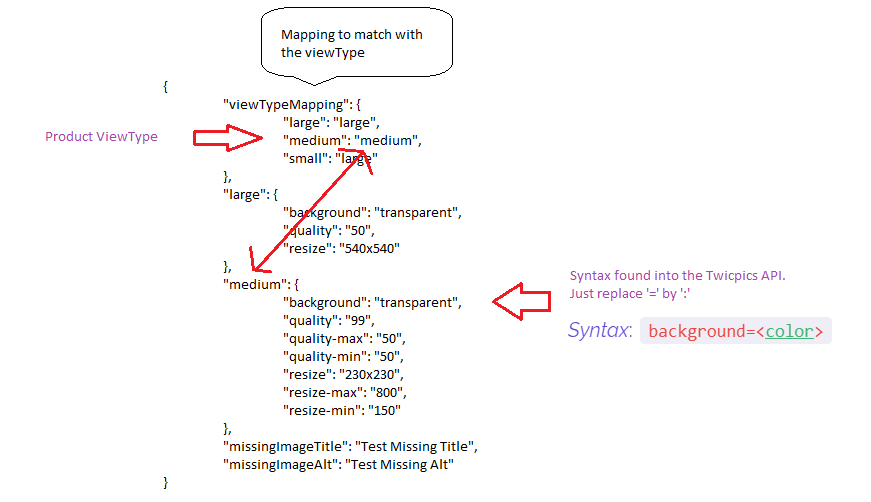 Mapping to match with
the viewType
{
"viewTypeMapping": {
"large": "large",
Product ViewType
"medium": "medium",
"small": "large"
},
"large": {
"background": "transparent",
"quality": "50",
"resize": "540x540"
},
"medium": {
Syntax found into the Twicpics API.
Just replace '=' by ':'
"background": "transparent",
"quality": "99",
Syntax: background=<color>
"quality-max": "50",
"quality-min": "50",
"resize": "230x230",
"resize-max": "800",
"resize-min": "150"
},
"missingImageTitle": "Test Missing Title",
"missingImageAlt": "Test Missing Alt"
}